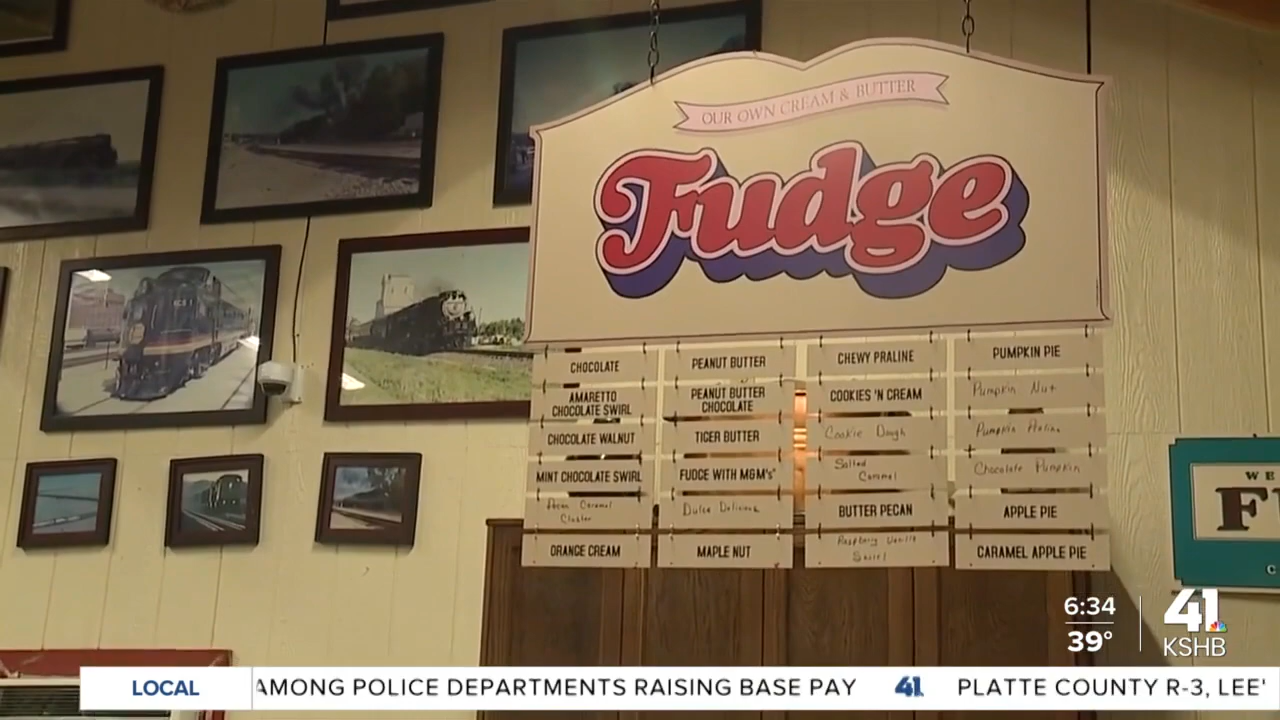 OUR OWN CREAM & BUTTER
Fudge
CHOCOLATE
AMARETTO
CHOCOLATE SWIRL
CHOCOLATE WALNUT
MINT CHOCOLATE SWIRL
Pecan Caramel
Cluster
ORANGE CREAM
PEANUT BUTTER
PEANUT BUTTER
CHOCOLATE
TIGER BUTTER
FUDGE WITH M&M's
Dulce Delicious
MAPLE NUT
CHEWY PRALINE
COOKIES 'N CREAM
Cookie Dough
Salted
Caramel
BUTTER PECAN
Raspberry Vanilla
Swirl
PUMPKIN PIE
Pumpkin Nut
Pumpkin Praline
Chocolate Pumpkin
APPLE PIE
CARAMEL APPLE PIE
WE
F
C
6:34
39°
41
KSHB
LOCAL
AMONG POLICE DEPARTMENTS RAISING BASE PAY 41 PLATTE COUNTY R-3, LEE'